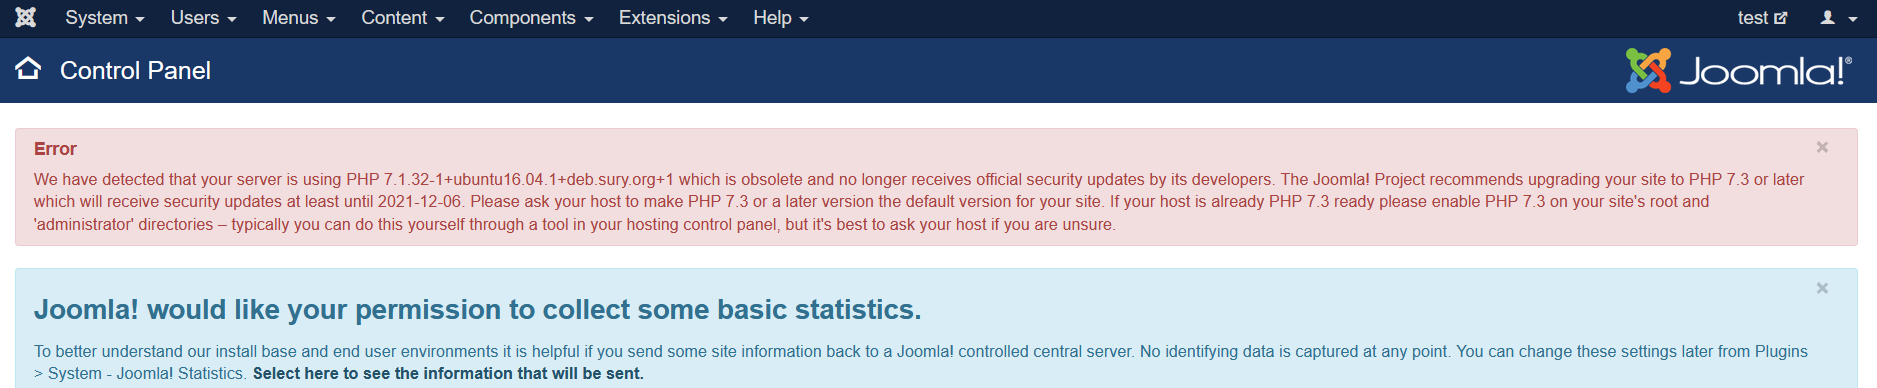 System Users Menus Content Components Extensions Help test
Control Panel Joomla!®
Error ×
We have detected that your server is using PHP 7.1.32-1+ubuntu16.04.1+deb.sury.org+1 which is obsolete and no longer receives official security updates by its developers. The Joomla! Project recommends upgrading your site to PHP 7.3 or later
which will receive security updates at least until 2021-12-06. Please ask your host to make PHP 7.3 or a later version the default version for your site. If your host is already PHP 7.3 ready please enable PHP 7.3 on your site's root and
'administrator' directories – typically you can do this yourself through a tool in your hosting control panel, but it's best to ask your host if you are unsure.
×
Joomla! would like your permission to collect some basic statistics.
To better understand our install base and end user environments it is helpful if you send some site information back to a Joomla! controlled central server. No identifying data is captured at any point. You can change these settings later from Plugins
> System - Joomla! Statistics. Select here to see the information that will be sent.